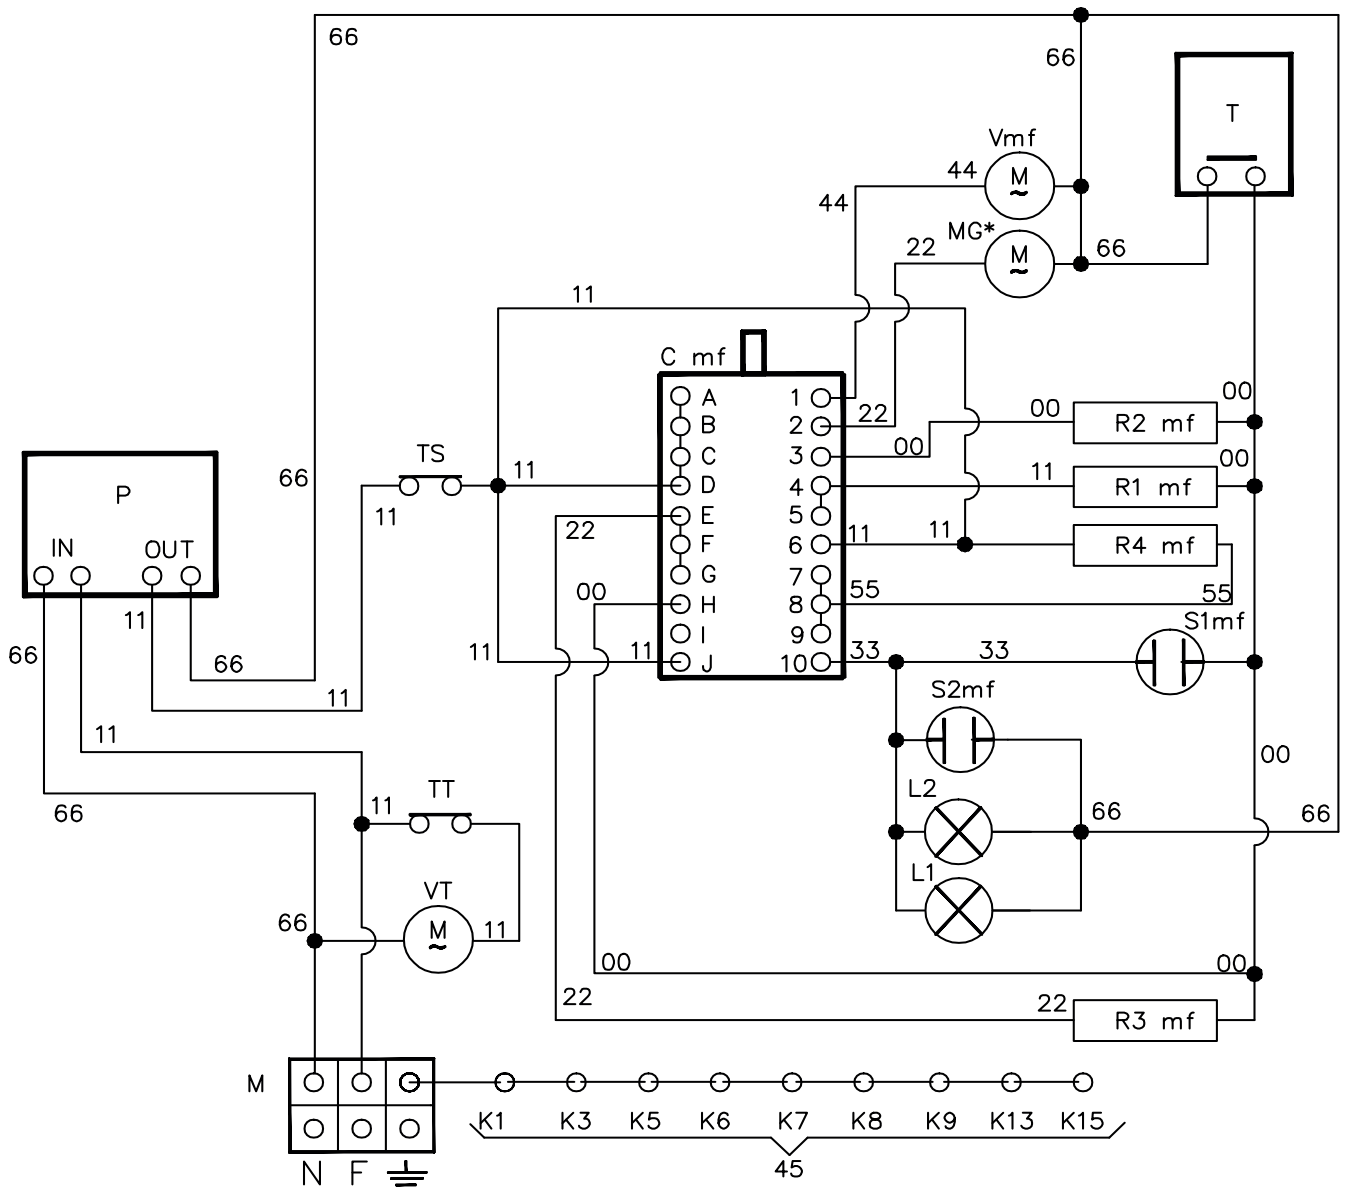 66
66
T
Vmf
44
M
~
44
MG*
22
M
~
66
11
C mf
A
B
C
D
E
F
G
H
I
J
1
2
3
4
5
6
7
8
9
10
22
00
00
00
R2 mf
00
11
R1 mf
11
11
R4 mf
55
55
TS
11
11
66
P
IN
OUT
22
00
11
11
33
33
S1mf
11
66
66
11
S2mf
00
11
66
TT
11
L2
66
66
L1
VT
M
~
66
11
00
00
22
22
R3 mf
M
K1 K3 K5 K6 K7 K8 K9 K13 K15
45
N F